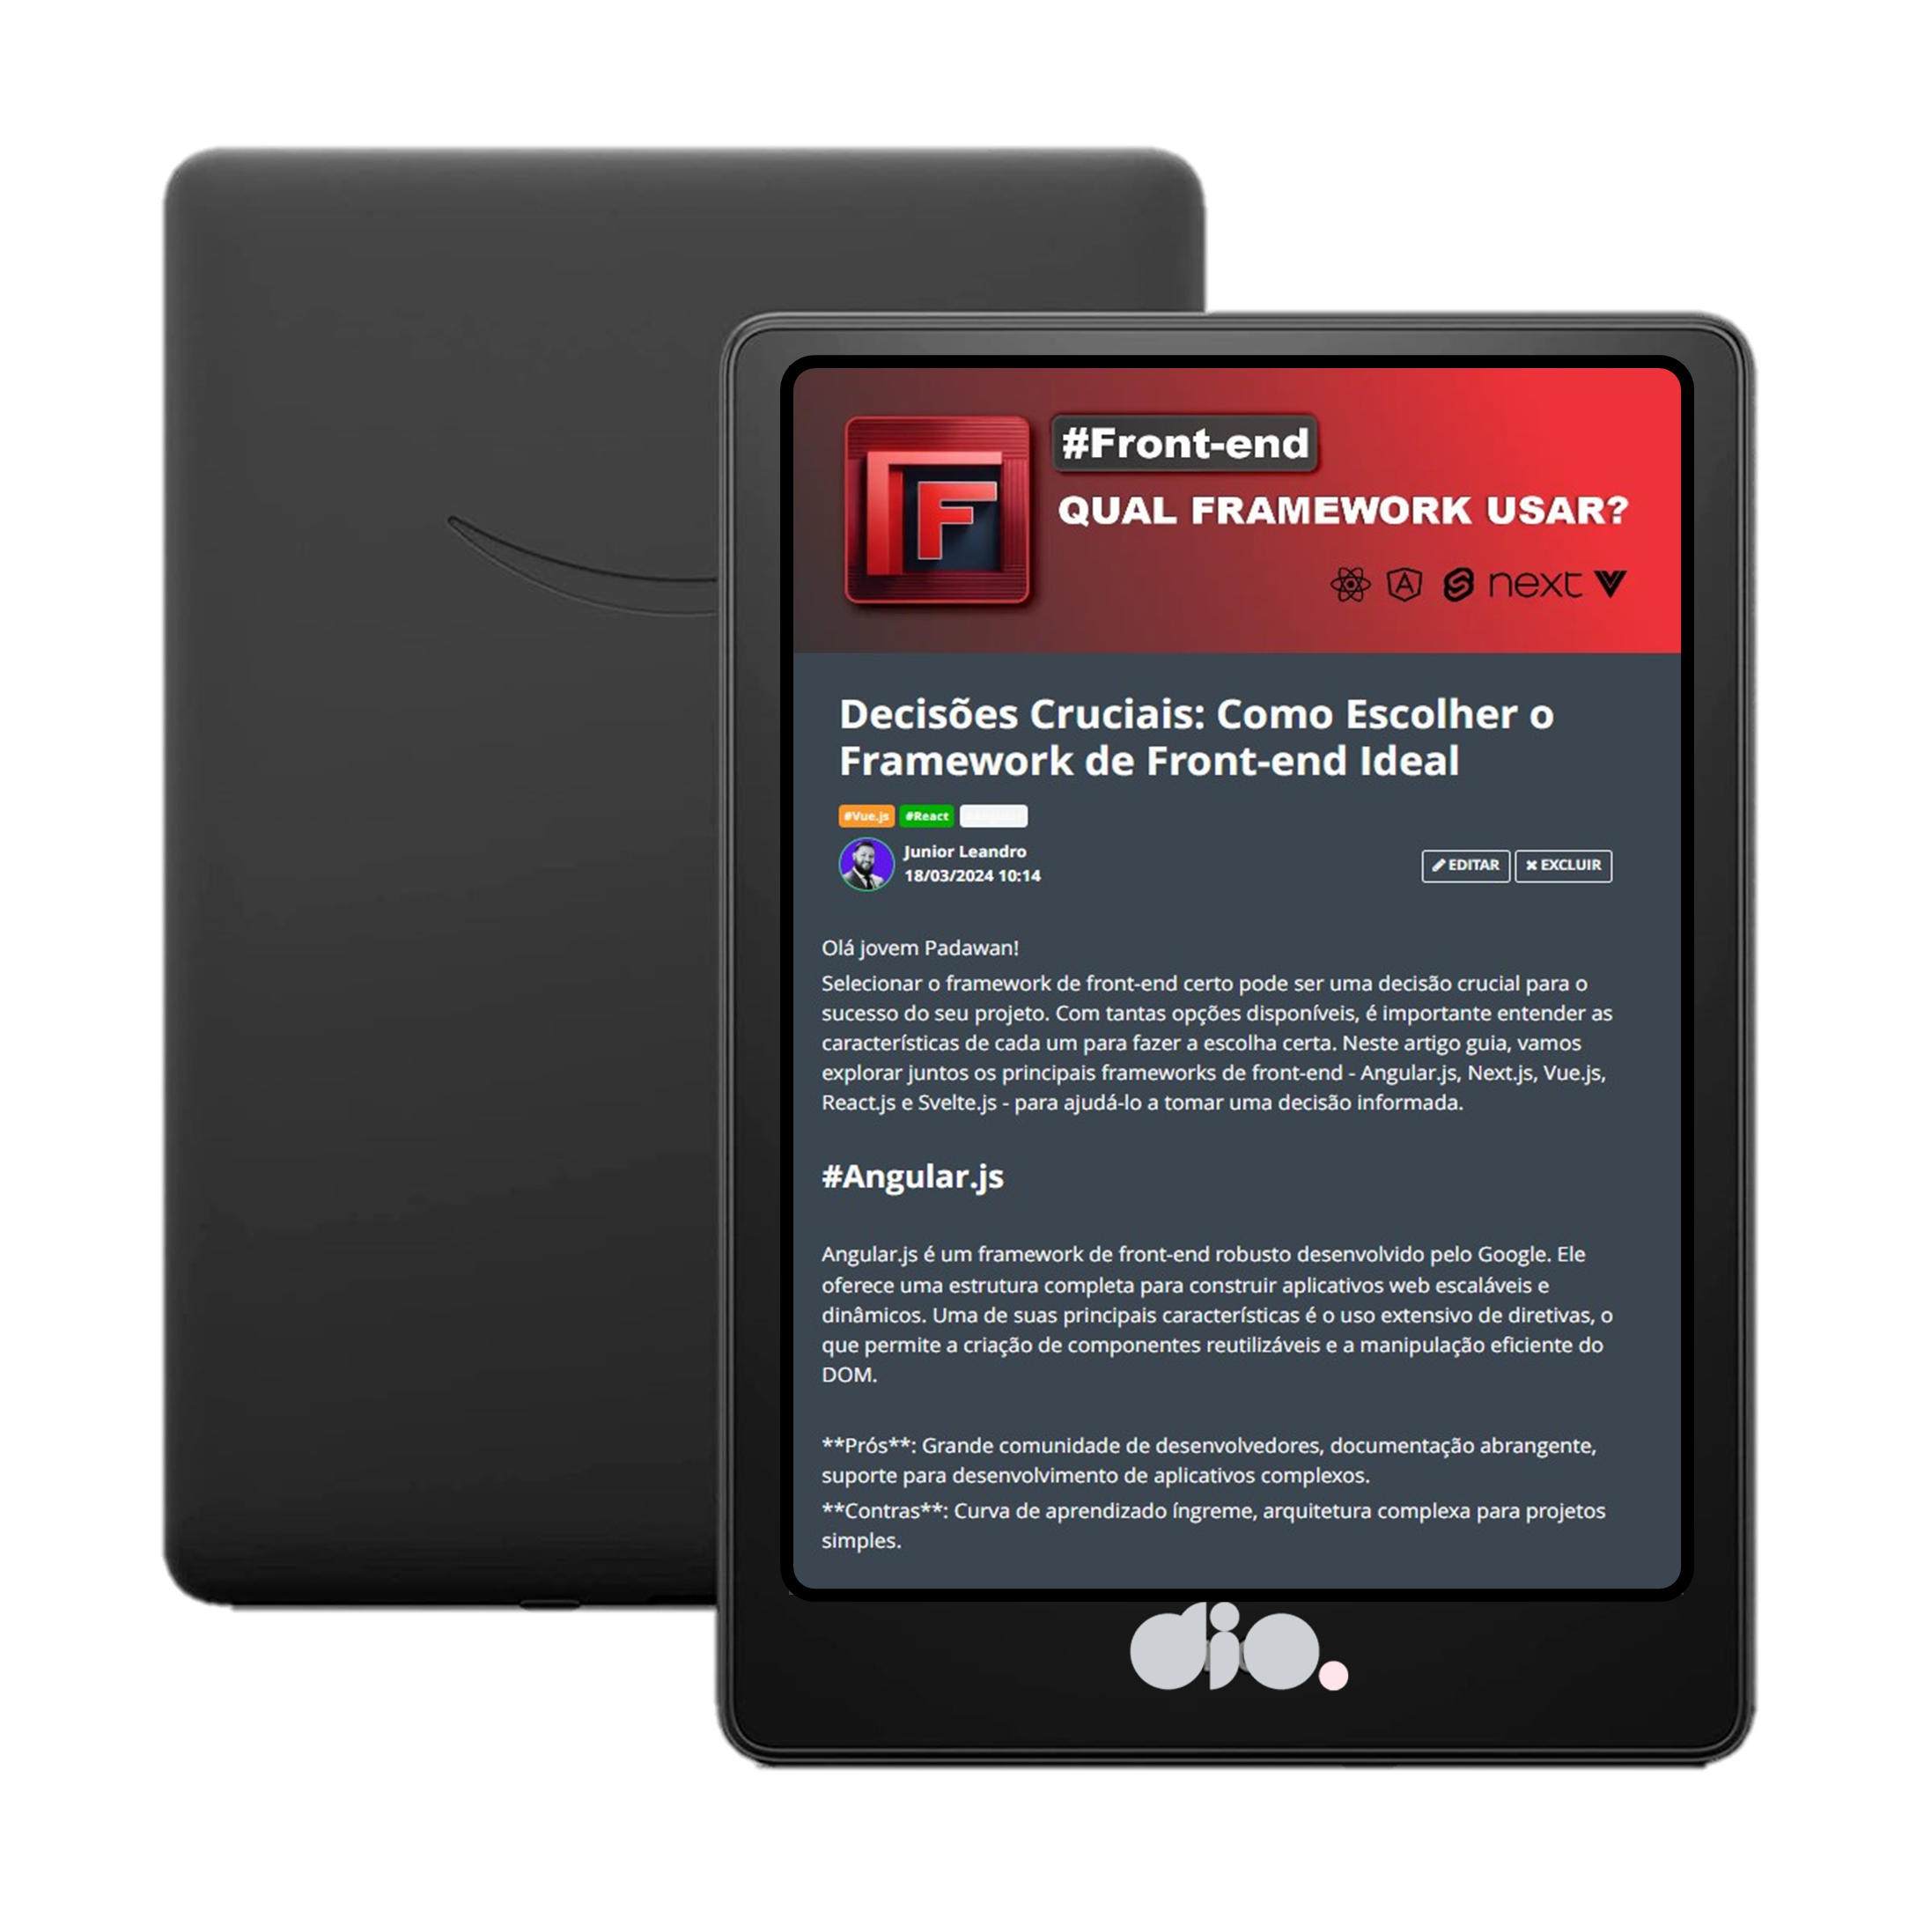 #Front-end
QUAL FRAMEWORK USAR?
next
Decisões Cruciais: Como Escolher o
Framework de Front-end Ideal
#Vue.js #React
Junior Leandro
18/03/2024 10:14
EDITAR EXCLUIR
Olá jovem Padawan!
Selecionar o framework de front-end certo pode ser uma decisão crucial para o
sucesso do seu projeto. Com tantas opções disponíveis, é importante entender as
características de cada um para fazer a escolha certa. Neste artigo guia, vamos
explorar juntos os principais frameworks de front-end - Angular.js, Next.js, Vue.js,
React.js e Svelte.js - para ajudá-lo a tomar uma decisão informada.
#Angular.js
Angular.js é um framework de front-end robusto desenvolvido pelo Google. Ele
oferece uma estrutura completa para construir aplicativos web escaláveis e
dinâmicos. Uma de suas principais características é o uso extensivo de diretivas, o
que permite a criação de componentes reutilizáveis e a manipulação eficiente do
DOM.
**Prós**: Grande comunidade de desenvolvedores, documentação abrangente,
suporte para desenvolvimento de aplicativos complexos.
**Contras**: Curva de aprendizado íngreme, arquitetura complexa para projetos
simples.
dio.